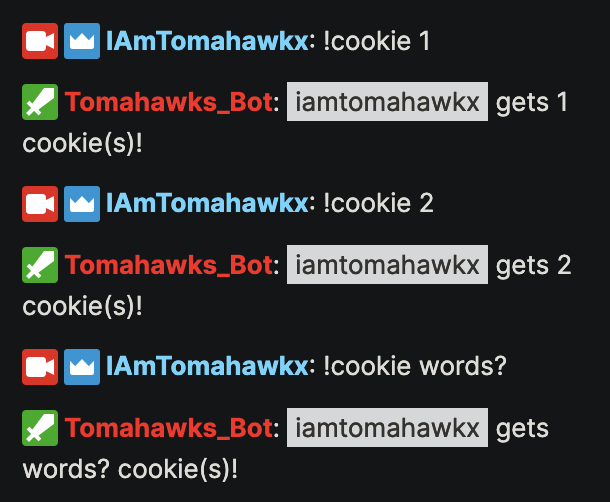 IAmTomahawkx: !cookie 1
Tomahawks_Bot: iamtomahawkx gets 1
cookie(s)!
IAmTomahawkx: !cookie 2
Tomahawks_Bot: iamtomahawkx gets 2
cookie(s)!
IAmTomahawkx: !cookie words?
Tomahawks_Bot: iamtomahawkx gets
words? cookie(s)!